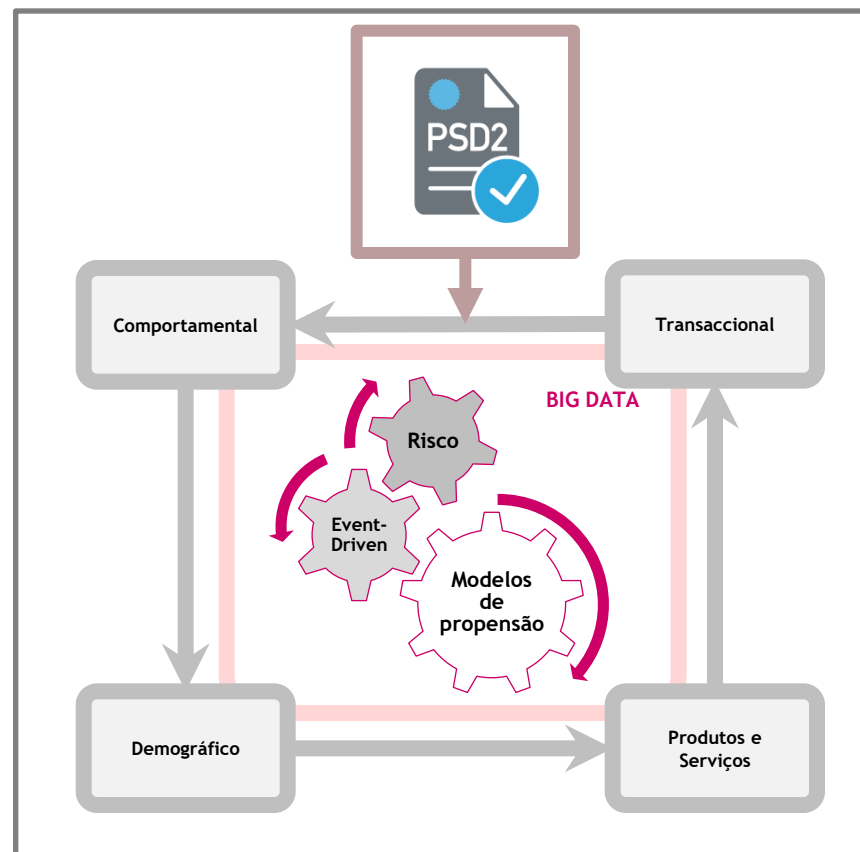 PSD2
Comportamental
Transaccional
BIG DATA
Risco
Event-
Driven
Modelos
de
propensão
Demográfico
Produtos e
Serviços